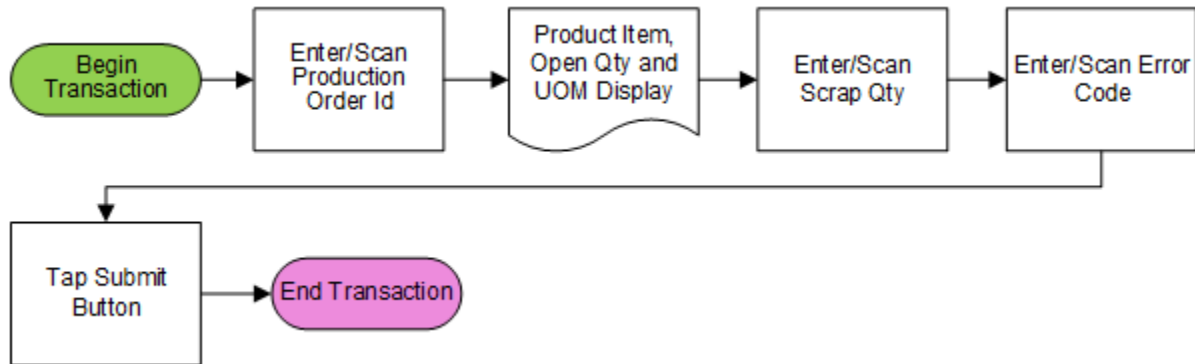 Begin
Transaction
Enter/Scan
Production
Order Id
Product Item,
Open Qty and
UOM Display
Enter/Scan
Scrap Qty
Enter/Scan Error
Code
Tap Submit
Button
End Transaction